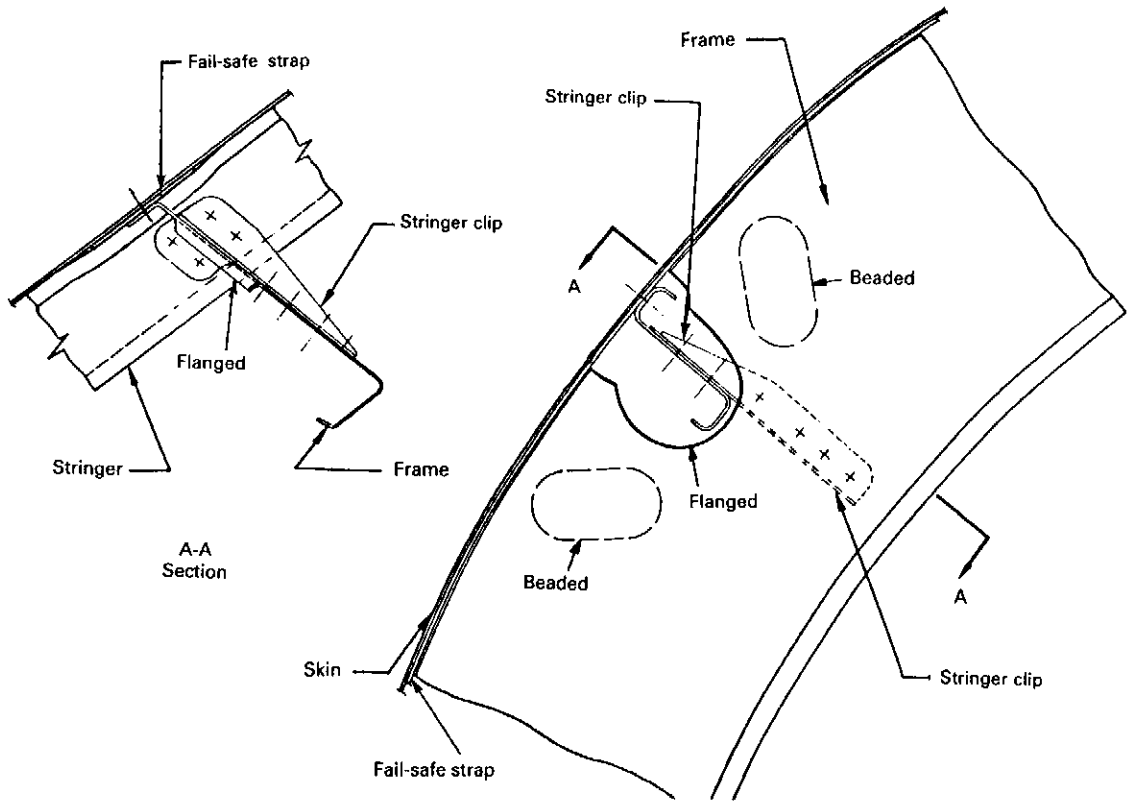 Fail-safe strap
Stringer clip
Flanged
Stringer
Frame
A-A
Section
Frame
Stringer clip
A
Beaded
Flanged
Beaded
A
Skin
Stringer clip
Fail-safe strap